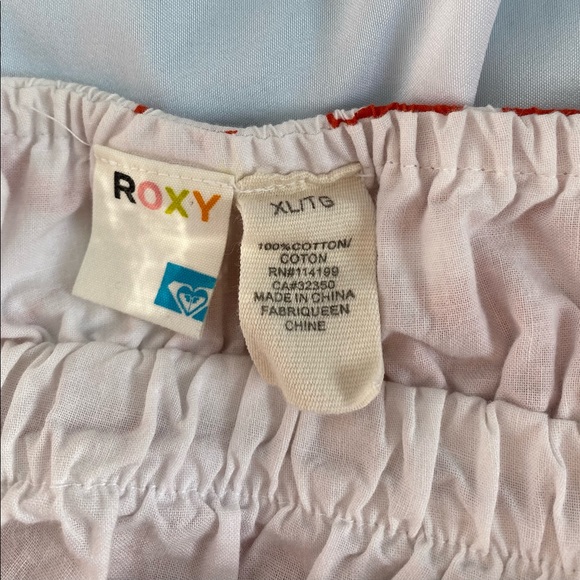 ROXY
XL/TG
100%COTTON/
COTON
RN#114199
CA#32350
MADE IN CHINA
FABRIQUEEN
CHINE